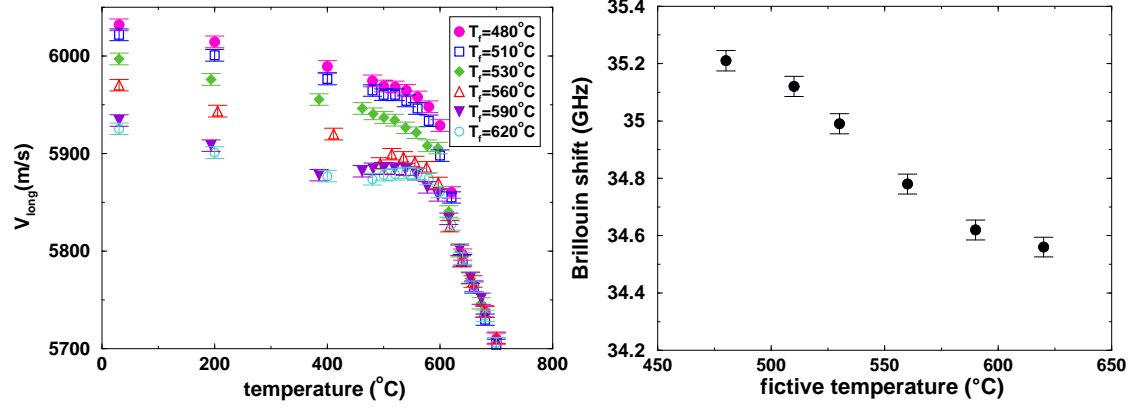 6000
5900
5800
5700
V_long(m/s)
0
200
400
600
800
temperature (°C)
T_f=480°C
T_f=510°C
T_f=530°C
T_f=560°C
T_f=590°C
T_f=620°C
35.4
35.2
35
34.8
34.6
34.4
34.2
Brillouin shift (GHz)
450
500
550
600
650
fictive temperature (°C)